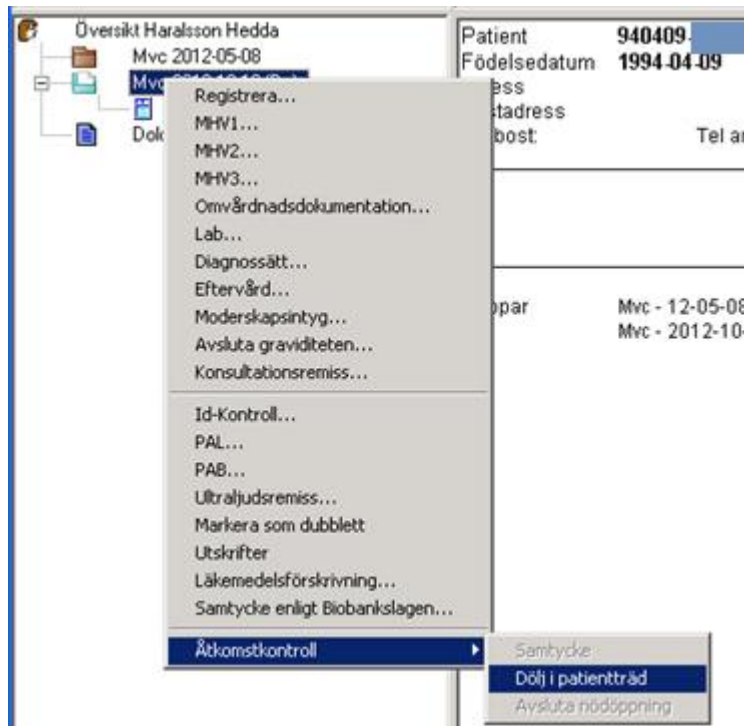 Översikt Haralsson Hedda
Mvc 2012-05-08
Mvc
Dok
Registrera...
MHV1...
MHV2...
MHV3...
Omvårdnadsdokumentation...
Lab...
Diagnossätt...
Eftervård...
Moderskapsintyg...
Avsluta graviditeten...
Konsultationsremiss...
Id-Kontroll...
PAL...
PAB...
Ultraljudsremiss...
Markera som dubblett
Utskrifter
Läkemedelsförskrivning...
Samtycke enligt Biobankslagen...
Åtkomstkontroll
Samtycke
Dölj i patientträd
Avsluta nödöppning
Patient 940409-
Födelsedatum 1994-04-09
ess
tadress
bost: Tel ar
ppar Mvc - 12-05-08
Mvc - 2012-10-